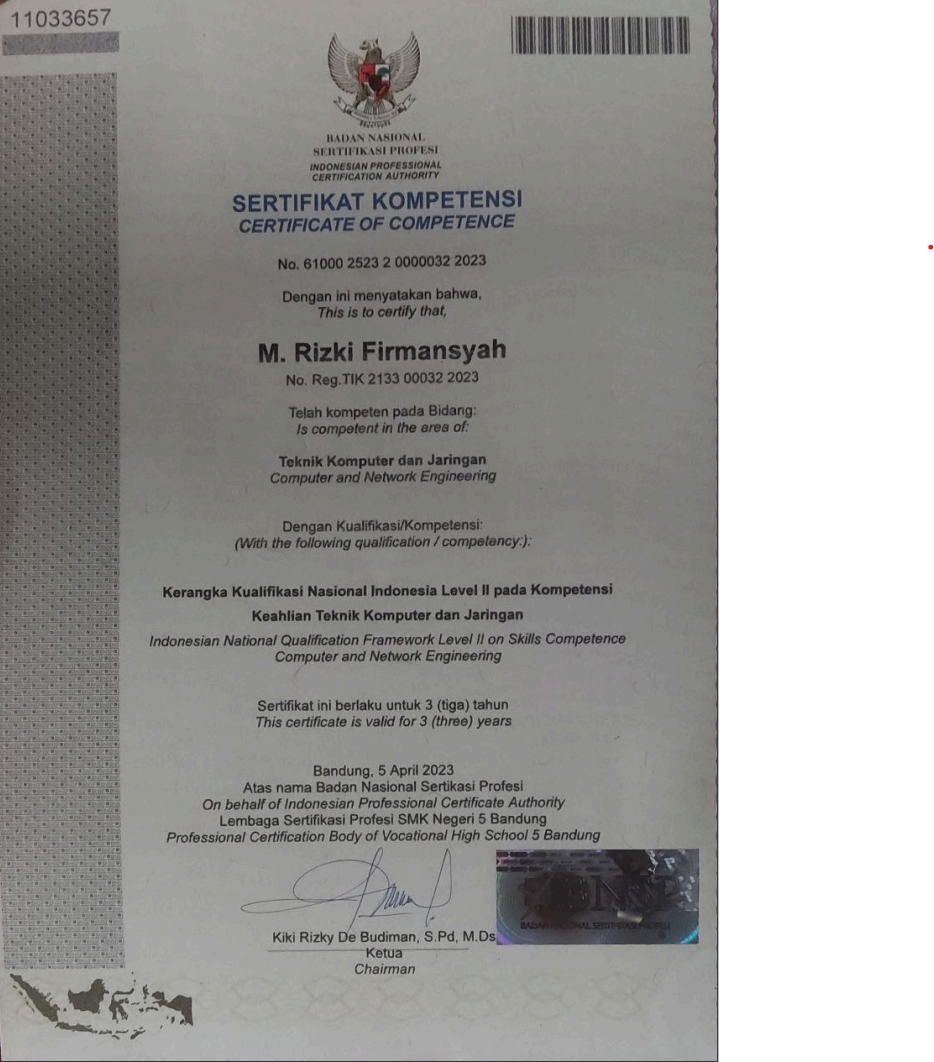 11033657
BADAN NASIONAL
SERTIFIKASI PROFESI
INDONESIAN PROFESSIONAL
CERTIFICATION AUTHORITY
SERTIFIKAT KOMPETENSI
CERTIFICATE OF COMPETENCE
No. 61000 2523 2 0000032 2023
Dengan ini menyatakan bahwa,
This is to certify that,
M. Rizki Firmansyah
No. Reg.TIK 2133 00032 2023
Telah kompeten pada Bidang:
Is competent in the area of:
Teknik Komputer dan Jaringan
Computer and Network Engineering
Dengan Kualifikasi/Kompetensi:
(With the following qualification / competency:):
Kerangka Kualifikasi Nasional Indonesia Level II pada Kompetensi
Keahlian Teknik Komputer dan Jaringan
Indonesian National Qualification Framework Level II on Skills Competence
Computer and Network Engineering
Sertifikat ini berlaku untuk 3 (tiga) tahun
This certificate is valid for 3 (three) years
Bandung, 5 April 2023
Atas nama Badan Nasional Sertikasi Profesi
On behalf of Indonesian Professional Certificate Authority
Lembaga Sertifikasi Profesi SMK Negeri 5 Bandung
Professional Certification Body of Vocational High School 5 Bandung
BNSP
BADAN NASIONAL SERTIFIKASI PROFESI
Kiki Rizky De Budiman, S.Pd, M.Ds
Ketua
Chairman